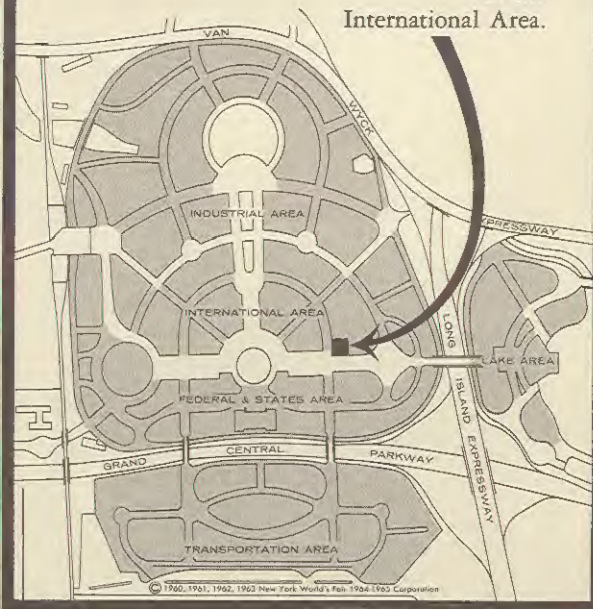 International Area.
VAN
WYCK
EXPRESSWAY
INDUSTRIAL AREA
INTERNATIONAL AREA
LONG
ISLAND EXPRESSWAY
LAKE AREA
FEDERAL & STATES AREA
GRAND CENTRAL PARKWAY
TRANSPORTATION AREA
© 1960, 1961, 1962, 1963 New York World's Fair 1964-1965 Corporation